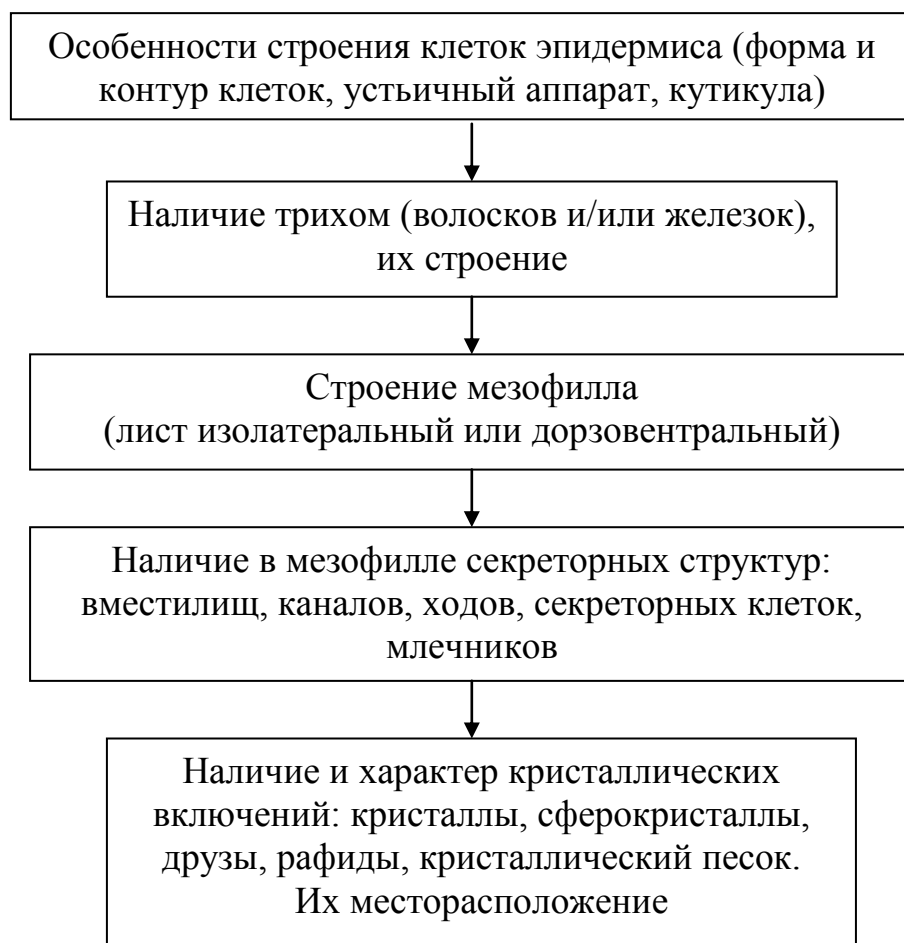 Особенности строения клеток эпидермиса (форма и
контур клеток, устьичный аппарат, кутикула)
Наличие трихом (волосков и/или железок),
их строение
Строение мезофилла
(лист изолатеральный или дорзовентральный)
Наличие в мезофилле секреторных структур:
вместилищ, каналов, ходов, секреторных клеток,
млечников
Наличие и характер кристаллических
включений: кристаллы, сферокристаллы,
друзы, рафиды, кристаллический песок.
Их месторасположение